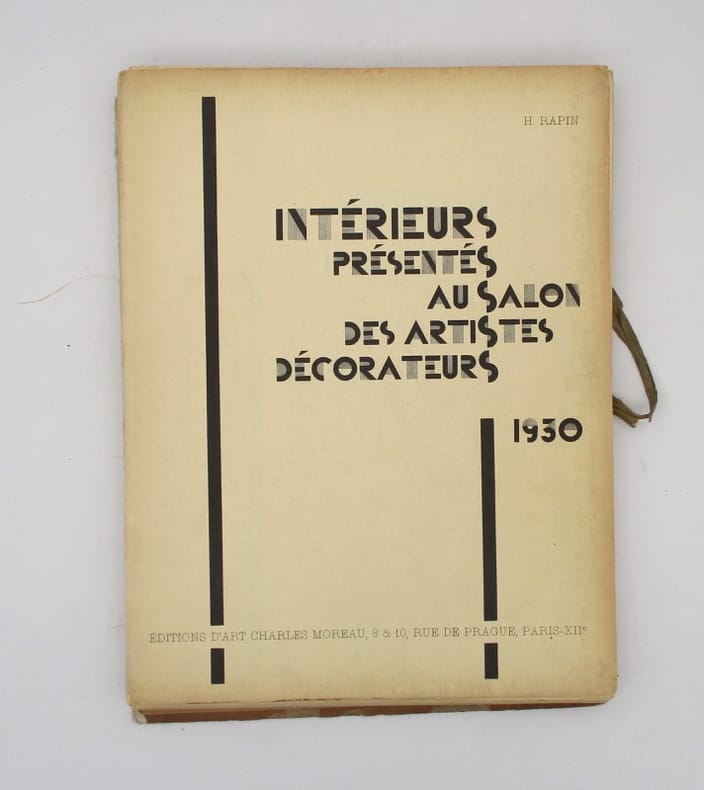 H. RAPIN
INTÉRIEURS
PRÉSENTÉS
AU SALON
DES ARTISTES
DÉCORATEURS
1930
ÉDITIONS D'ART CHARLES MOREAU, 8 & 10, RUE DE PRAGUE, PARIS-XIIᵉ